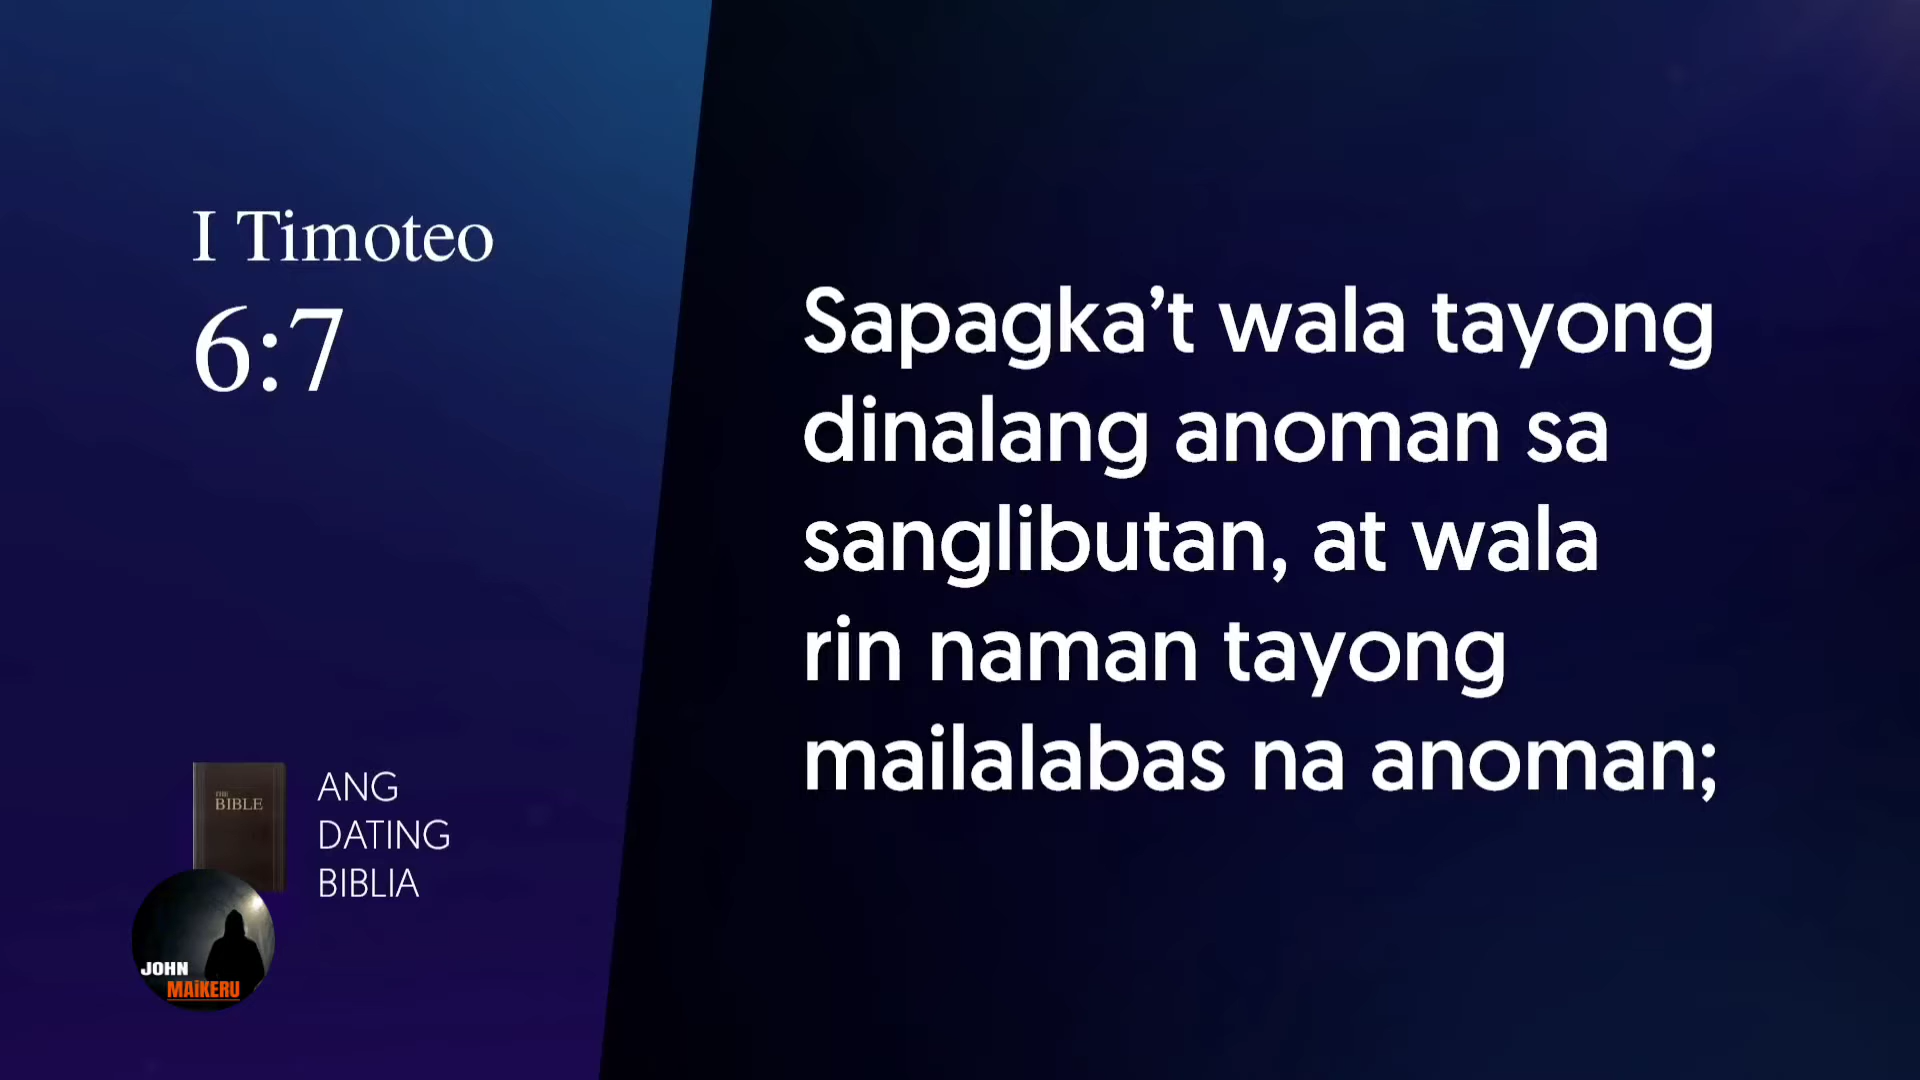 I Timoteo
6:7
Sapagka’t wala tayong
dinalang anoman sa
sanglibutan, at wala
rin naman tayong
mailalabas na anoman;
THE
BIBLE
ANG
DATING
BIBLIA
JOHN
MAiKERU